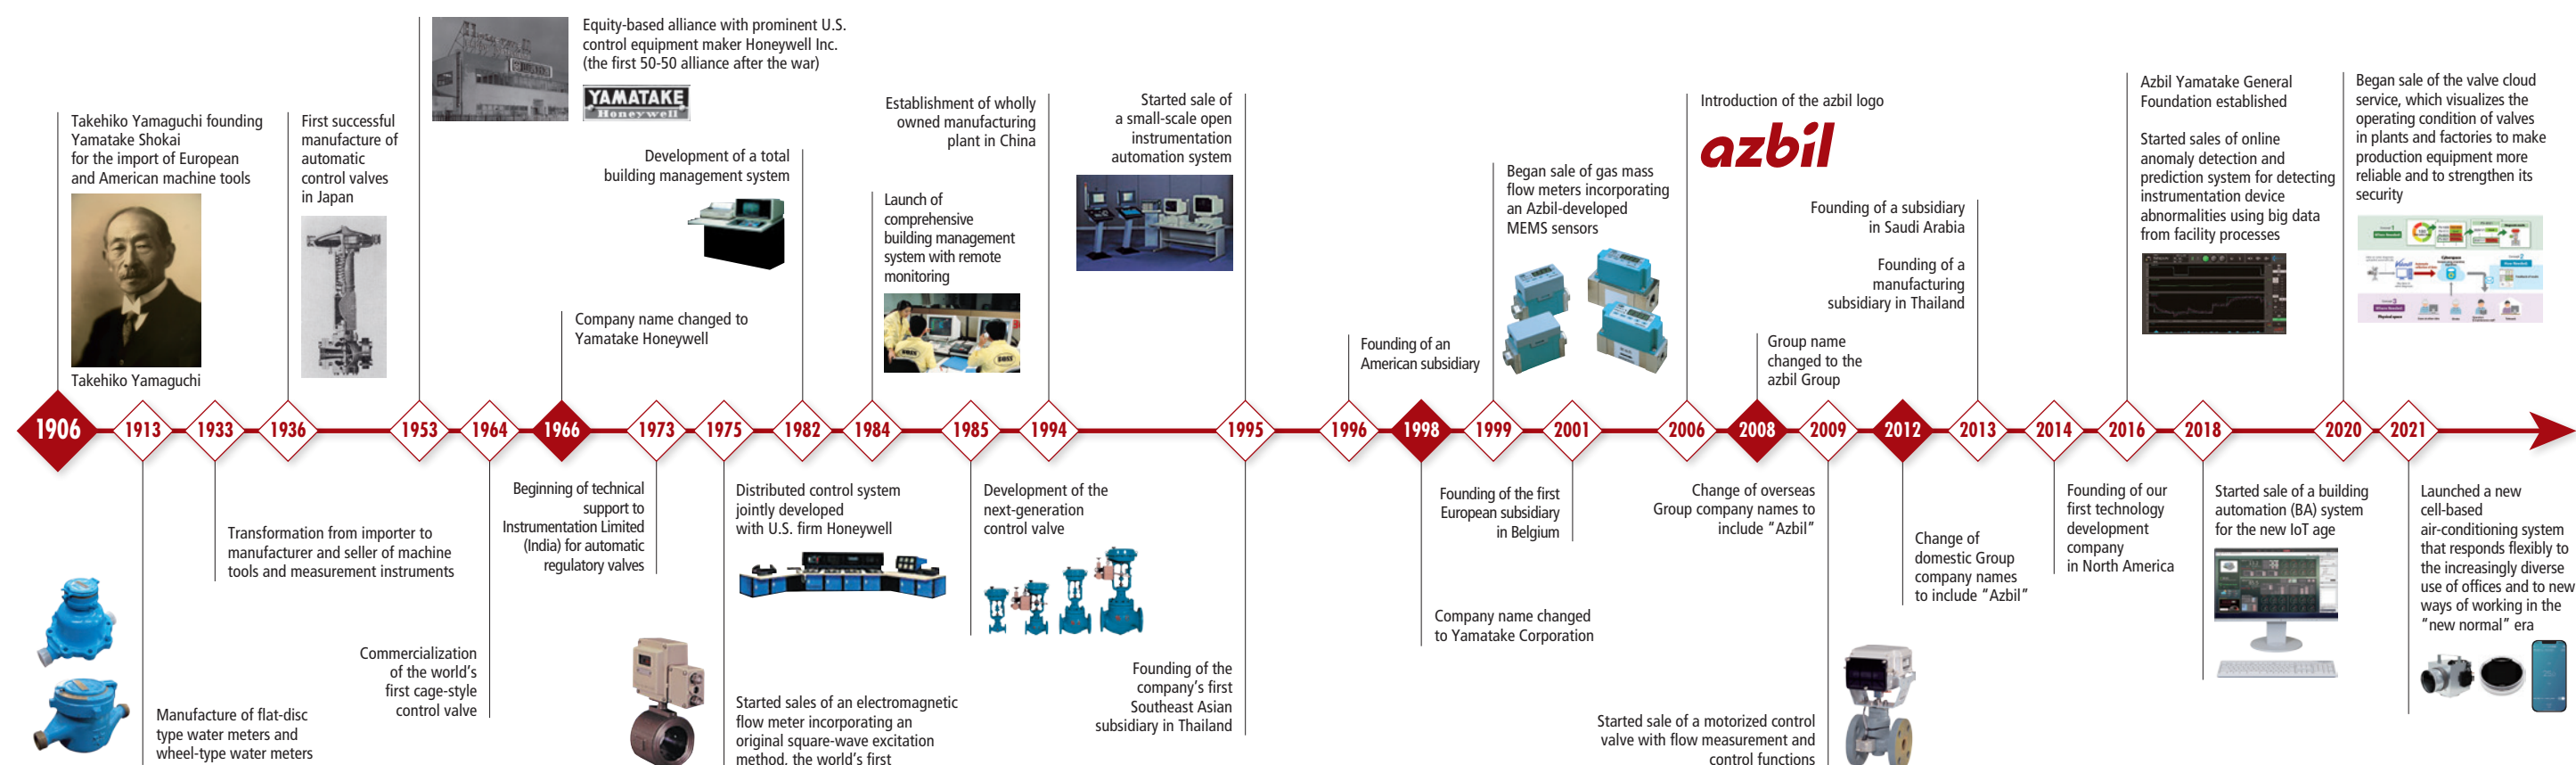 Takehiko Yamaguchi founding
Yamatake Shokai
for the import of European
and American machine tools
Takehiko Yamaguchi
First successful
manufacture of
automatic
control valves
in Japan
Equity-based alliance with prominent U.S.
control equipment maker Honeywell Inc.
(the first 50-50 alliance after the war)
YAMATAKE
Honeywell
Company name changed to
Yamatake Honeywell
Development of a total
building management system
Launch of
comprehensive
building management
system with remote
monitoring
Establishment of wholly
owned manufacturing
plant in China
Started sale of
a small-scale open
instrumentation
automation system
Founding of an
American subsidiary
Began sale of gas mass
flow meters incorporating
an Azbil-developed
MEMS sensors
Introduction of the azbil logo
azbil
Group name
changed to the
azbil Group
Founding of a subsidiary
in Saudi Arabia
Founding of a
manufacturing
subsidiary in Thailand
Azbil Yamatake General
Foundation established
Started sales of online
anomaly detection and
prediction system for detecting
instrumentation device
abnormalities using big data
from facility processes
Began sale of the valve cloud
service, which visualizes the
operating condition of valves
in plants and factories to make
production equipment more
reliable and to strengthen its
security
1906 1913 1933 1936 1953 1964 1966 1973 1975 1982 1984 1985 1994 1995 1996 1998 1999 2001 2006 2008 2009 2012 2013 2014 2016 2018 2020 2021
Manufacture of flat-disc
type water meters and
wheel-type water meters
Transformation from importer to
manufacturer and seller of machine
tools and measurement instruments
Commercialization
of the world's
first cage-style
control valve
Beginning of technical
support to
Instrumentation Limited
(India) for automatic
regulatory valves
Distributed control system
jointly developed
with U.S. firm Honeywell
Started sales of an electromagnetic
flow meter incorporating an
original square-wave excitation
method, the world's first
Development of the
next-generation
control valve
Founding of the
company's first
Southeast Asian
subsidiary in Thailand
Company name changed
to Yamatake Corporation
Founding of the first
European subsidiary
in Belgium
Change of overseas
Group company names to
include “Azbil”
Started sale of a motorized control
valve with flow measurement and
control functions
Change of
domestic Group
company names
to include “Azbil”
Founding of our
first technology
development
company
in North America
Started sale of a building
automation (BA) system
for the new IoT age
Launched a new
cell-based
air-conditioning system
that responds flexibly to
the increasingly diverse
use of offices and to new
ways of working in the
“new normal” era